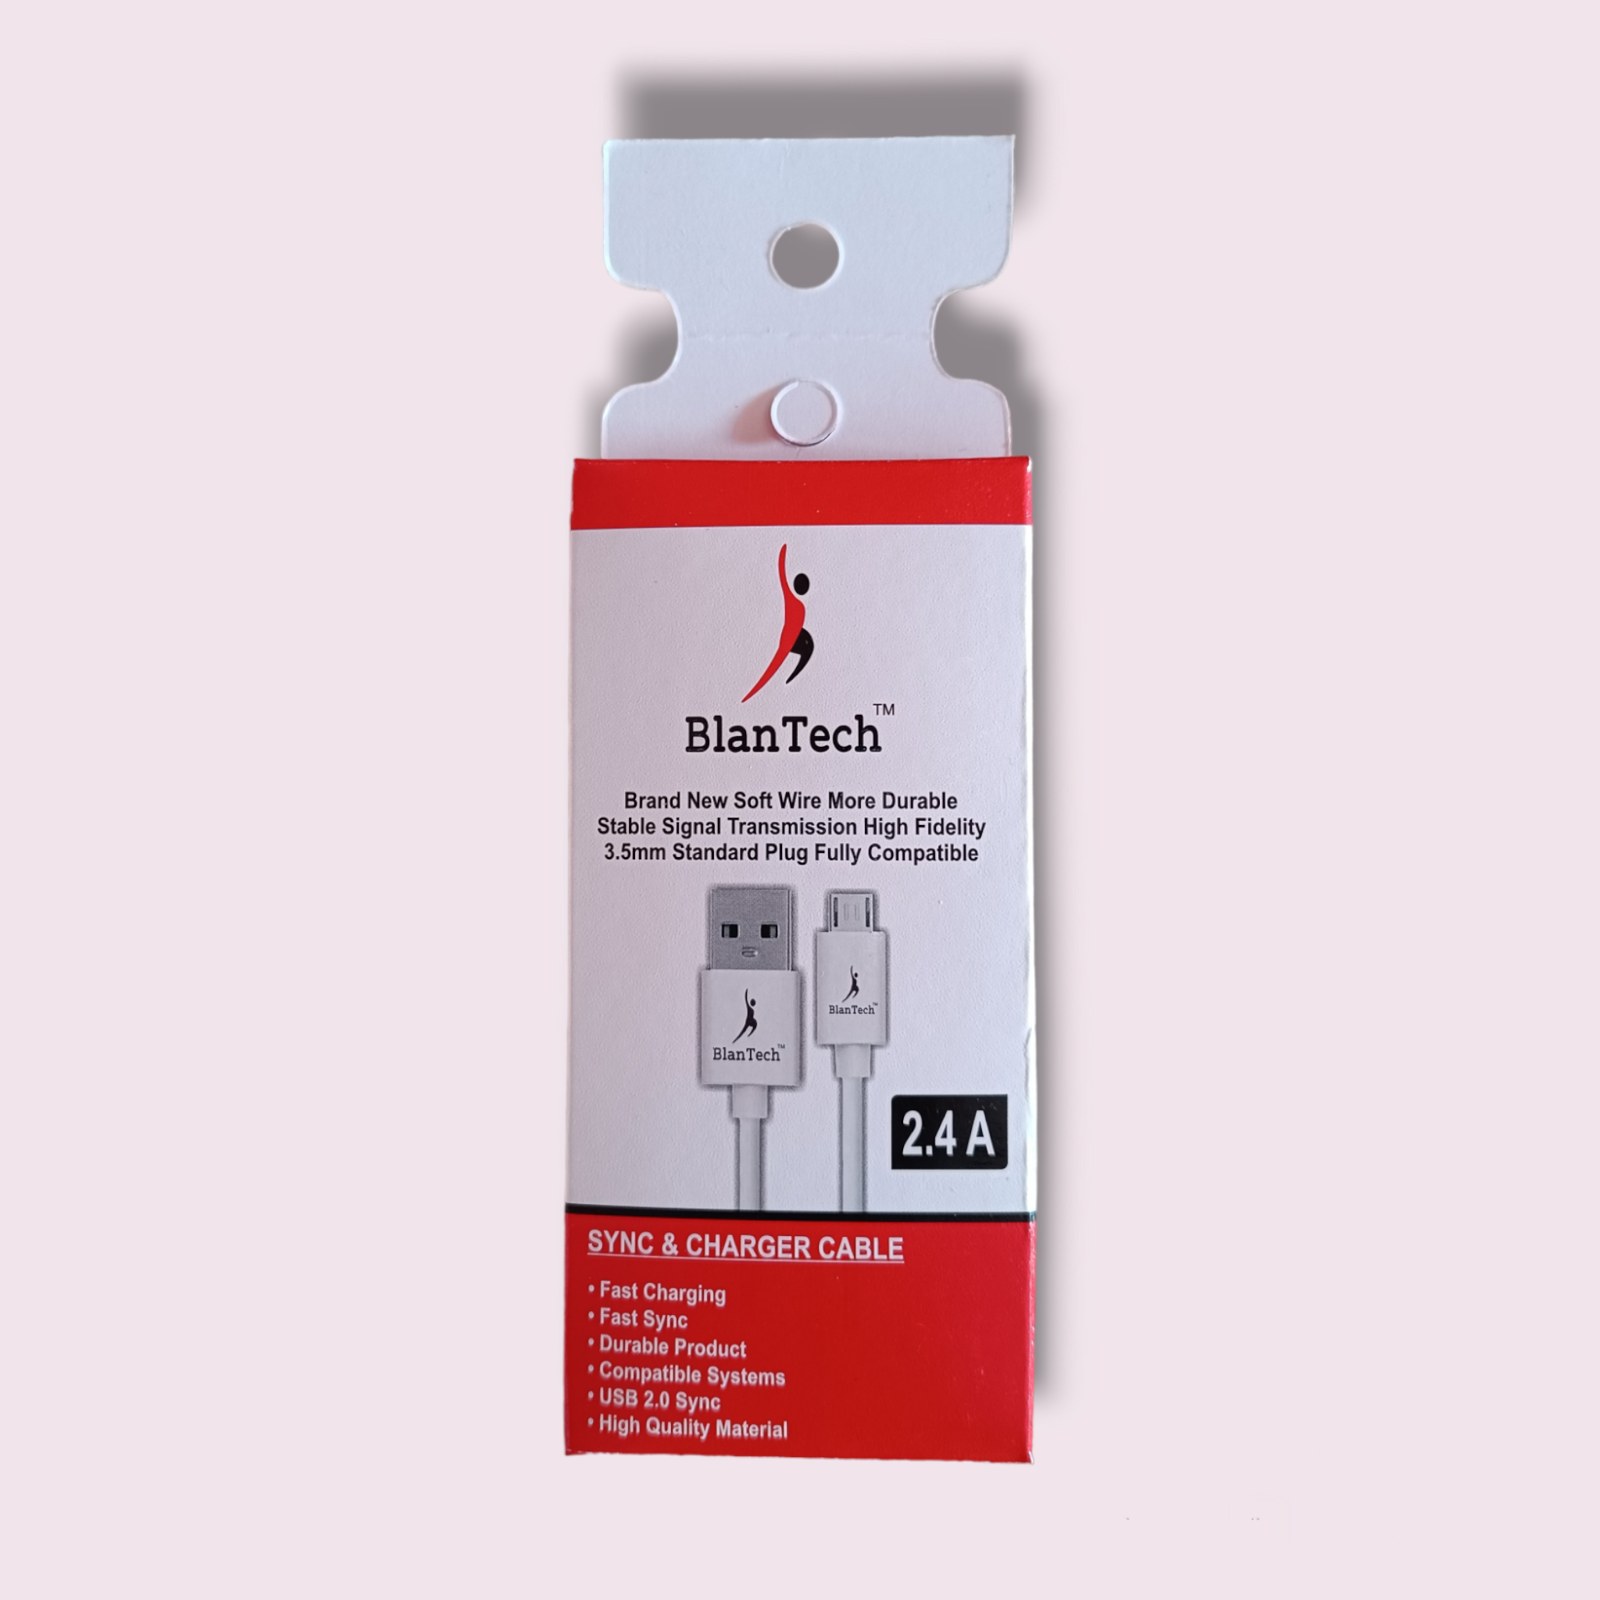 BlanTech™
Brand New Soft Wire More Durable
Stable Signal Transmission High Fidelity
3.5mm Standard Plug Fully Compatible
BlanTech™
BlanTech™
2.4 A
SYNC & CHARGER CABLE
• Fast Charging
• Fast Sync
• Durable Product
• Compatible Systems
• USB 2.0 Sync
• High Quality Material